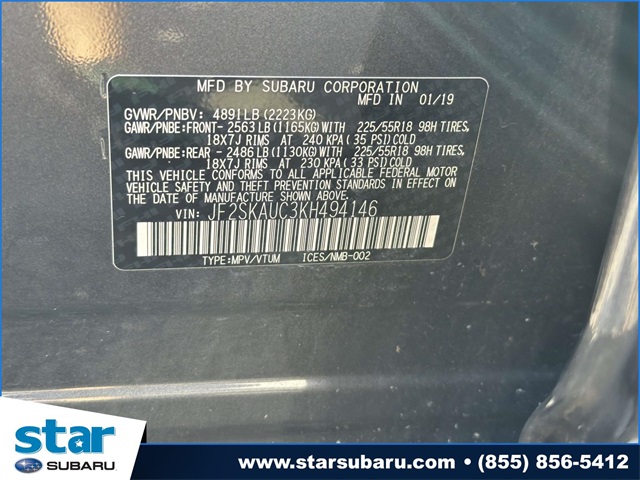 MFD BY SUBARU CORPORATION
MFD IN 01/19
GVWR/PNBV: 4891LB (2223KG)
GAWR/PNBE:FRONT- 2563LB (1165KG) WITH 225/55R18 98H TIRES,
18X7J RIMS AT 240 KPA (35 PSI) COLD
GAWR/PNBE:REAR - 2486LB (1130KG) WITH 225/55R18 98H TIRES,
18X7J RIMS AT 230 KPA (33 PSI) COLD
THIS VEHICLE CONFORMS TO ALL APPLICABLE FEDERAL MOTOR
VEHICLE SAFETY AND THEFT PREVENTION STANDARDS IN EFFECT ON
THE DATE OF MANUFACTURE SHOWN ABOVE.
VIN: JF2SKAUC3KH494146
TYPE:MPV/VTUM ICES/NMB-002
star
SUBARU
www.starsubaru.com - (855) 856-5412